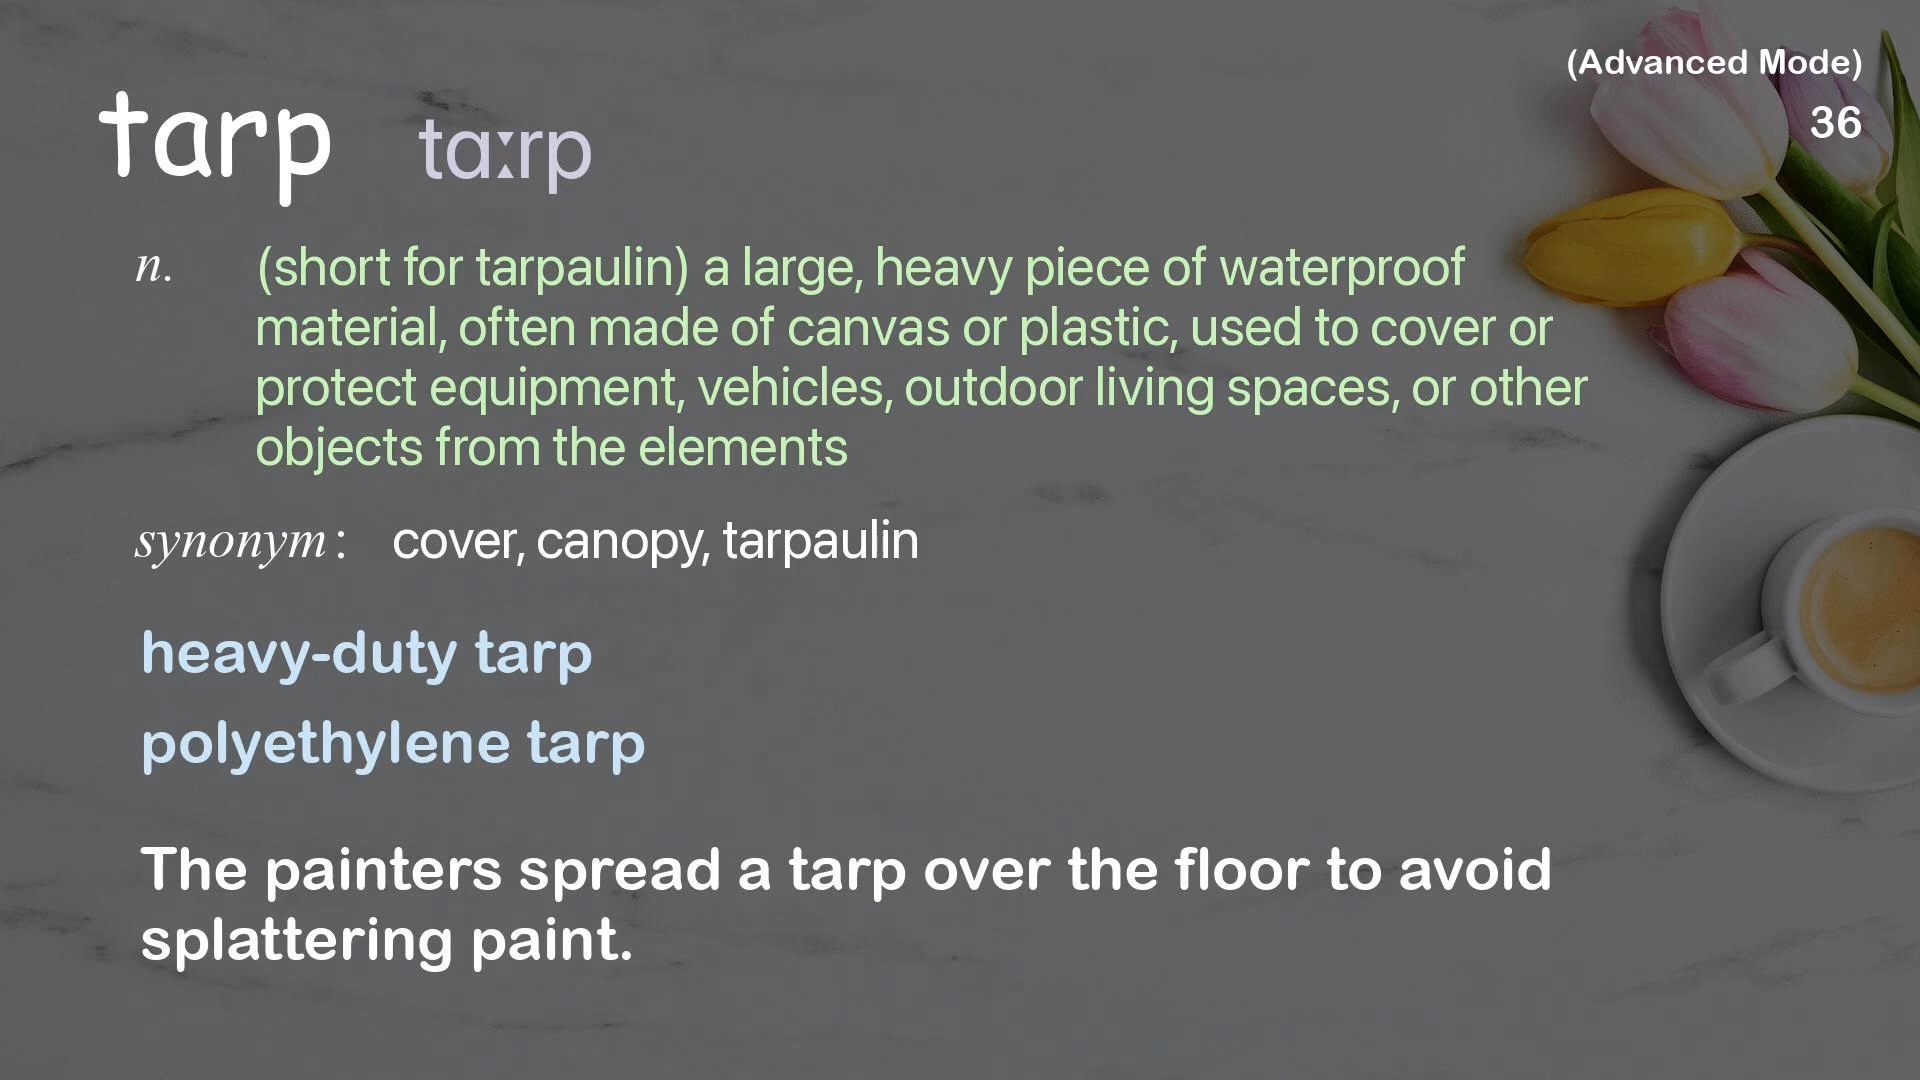 (Advanced Mode)
36
tarp tɑːrp
n. (short for tarpaulin) a large, heavy piece of waterproof
material, often made of canvas or plastic, used to cover or
protect equipment, vehicles, outdoor living spaces, or other
objects from the elements
synonym: cover, canopy, tarpaulin
heavy-duty tarp
polyethylene tarp
The painters spread a tarp over the floor to avoid
splattering paint.